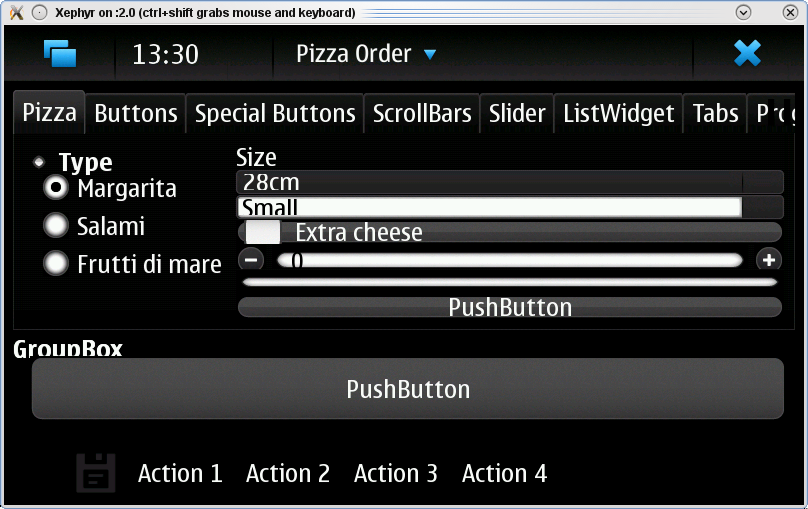 Xephyr on :2.0 (ctrl+shift grabs mouse and keyboard)
13:30 Pizza Order
Pizza Buttons Special Buttons ScrollBars Slider ListWidget Tabs
Type
Margarita
Salami
Frutti di mare
Size
28cm
Small
Extra cheese
0
PushButton
GroupBox
PushButton
Action 1 Action 2 Action 3 Action 4